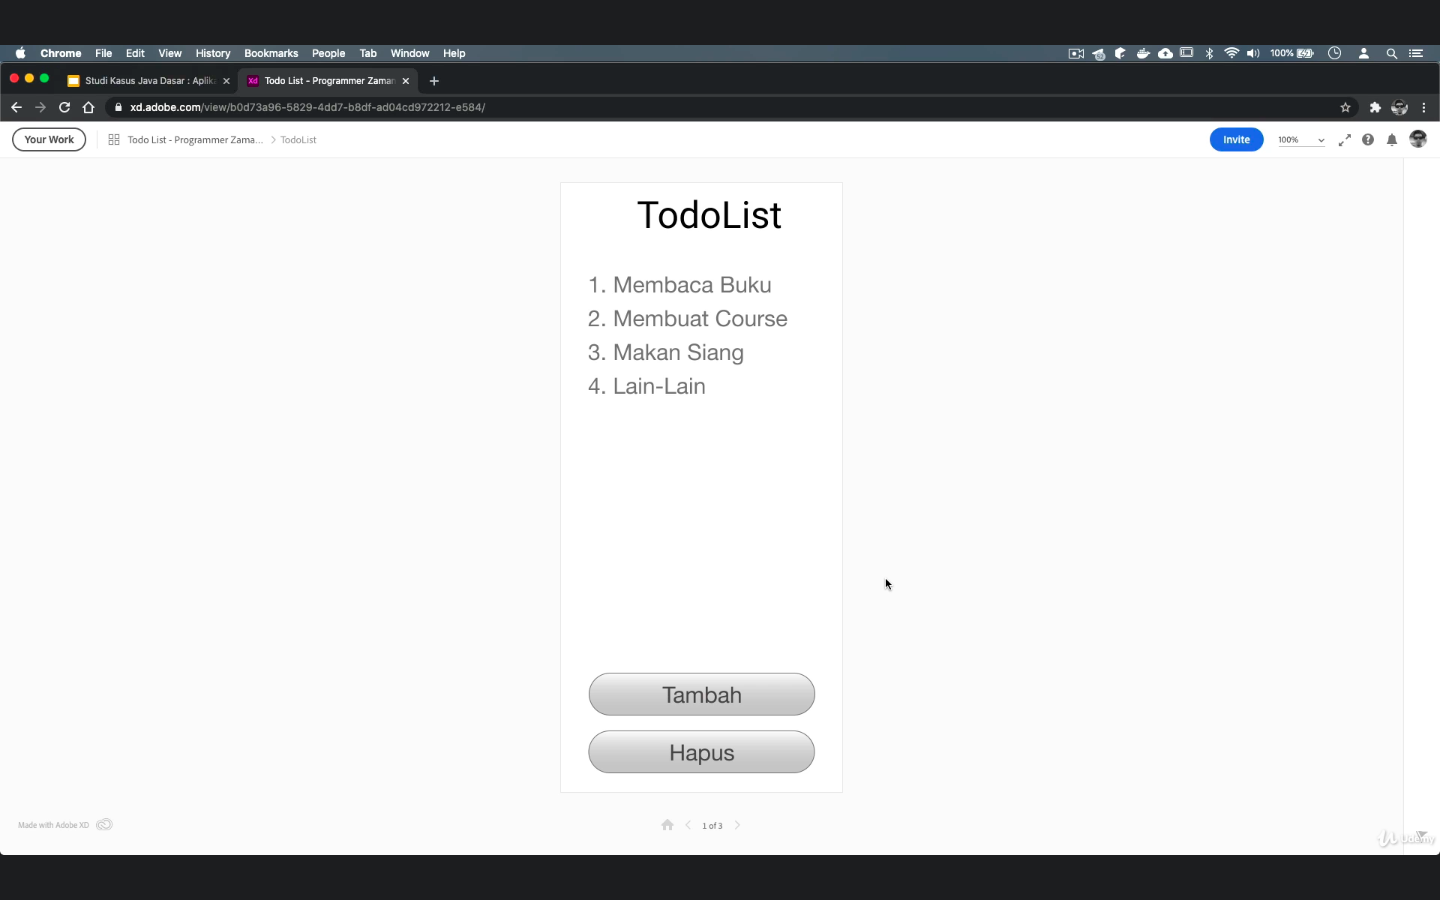 Chrome File Edit View History Bookmarks People Tab Window Help
100%
Studi Kasus Java Dasar : Aplik
Xd Todo List - Programmer Zaman
xd.adobe.com/view/b0d73a96-5829-4dd7-b8df-ad04cd972212-e584/
Your Work
Todo List - Programmer Zama... > TodoList
Invite
100%
TodoList
1. Membaca Buku
2. Membuat Course
3. Makan Siang
4. Lain-Lain
Tambah
Hapus
Made with Adobe XD
1 of 3
Udemy